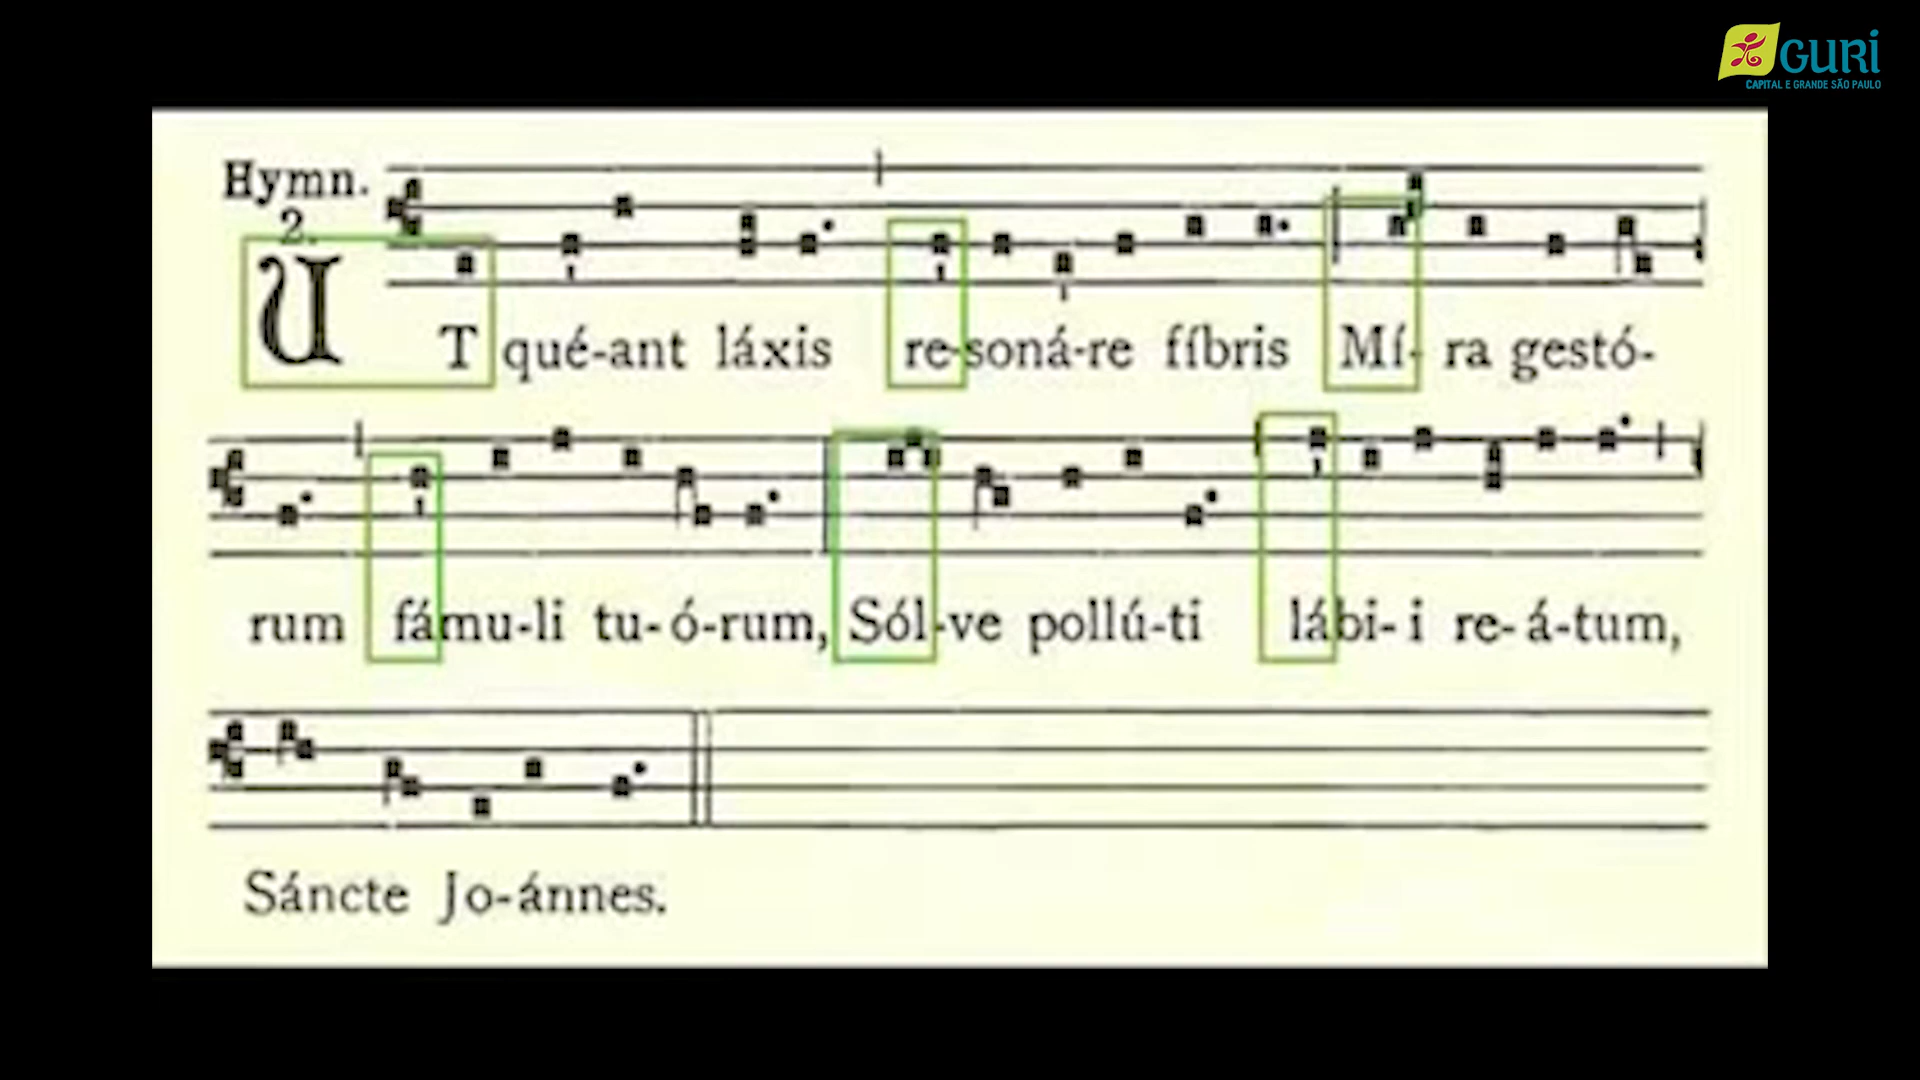 GURI
CAPITAL E GRANDE SÃO PAULO
Hymn.
2.
UT qué-ant láxis re-soná-re fíbris Mí- ra gestó-
rum fámu-li tu-ó-rum, Sól-ve pollú-ti lábi-i re-á-tum,
Sáncte Jo-ánnes.